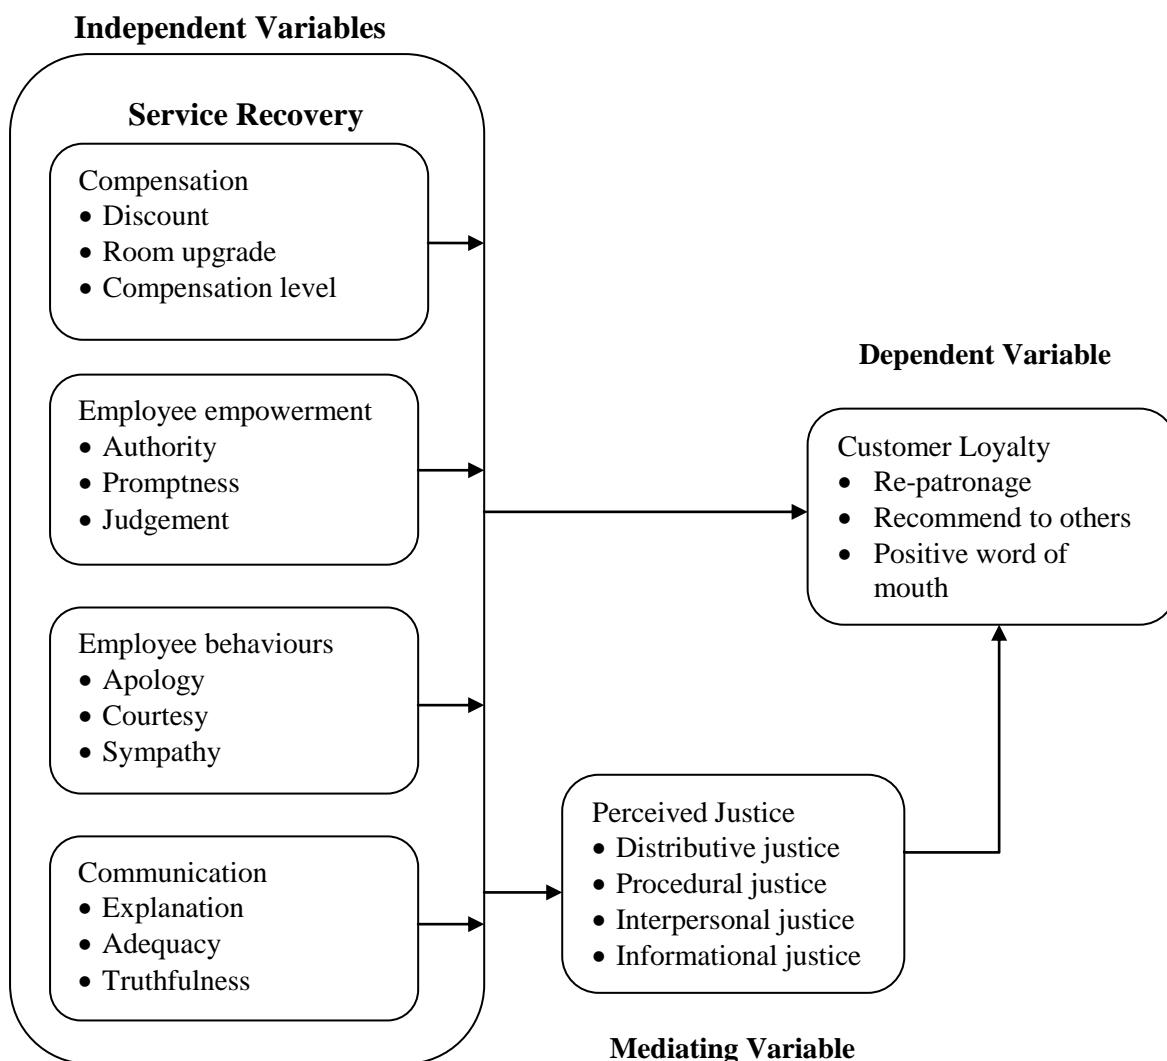 Independent Variables
Service Recovery
Compensation
• Discount
• Room upgrade
• Compensation level
Employee empowerment
• Authority
• Promptness
• Judgement
Employee behaviours
• Apology
• Courtesy
• Sympathy
Communication
• Explanation
• Adequacy
• Truthfulness
Dependent Variable
Customer Loyalty
• Re-patronage
• Recommend to others
• Positive word of
mouth
Perceived Justice
• Distributive justice
• Procedural justice
• Interpersonal justice
• Informational justice
Mediating Variable